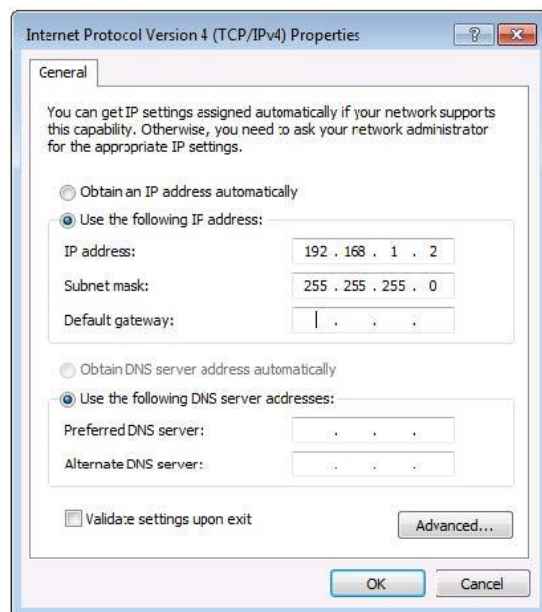 Internet Protocol Version 4 (TCP/IPv4) Properties
General
You can get IP settings assigned automatically if your network supports
this capability. Otherwise, you need to ask your network administrator
for the appropriate IP settings.
Obtain an IP address automatically
Use the following IP address:
IP address: 192 . 168 . 1 . 2
Subnet mask: 255 . 255 . 255 . 0
Default gateway: . . .
Obtain DNS server address automatically
Use the following DNS server addresses:
Preferred DNS server: . . .
Alternate DNS server: . . .
Validate settings upon exit
Advanced...
OK Cancel